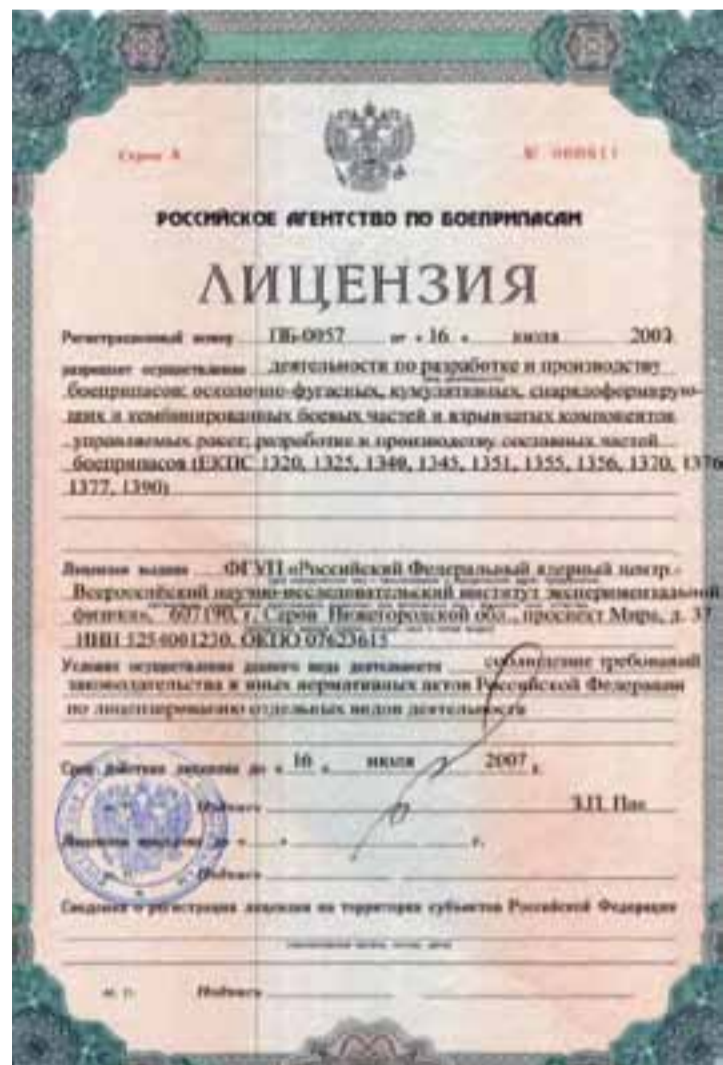 Серия А № 000011
РОССИЙСКОЕ АГЕНТСТВО ПО БОЕПРИПАСАМ
ЛИЦЕНЗИЯ
Регистрационный номер ПБ-0057 от « 16 « июля 2002
разрешает осуществление деятельности по разработке и производству
боеприпасов: осколочно-фугасных, кумулятивных, снарядоформирую-
щих и комбинированных боевых частей и взрывчатых компонентов
управляемых ракет; разработке и производству составных частей
боеприпасов (ЕКПС 1320, 1325, 1340, 1345, 1351, 1355, 1356, 1370, 1376
1377, 1390)
Лицензия выдана ФГУП «Российский Федеральный ядерный центр -
Всероссийский научно-исследовательский институт экспериментальной
физики», 607190, г. Саров Нижегородской обл., проспект Мира, д. 37
ИНН 5254001230, ОКПО 07623615
Условия осуществления данного вида деятельности соблюдение требований
законодательства и иных нормативных актов Российской Федерации
по лицензированию отдельных видов деятельности
Срок действия лицензии до « 16 « июля 2007 г.
Подпись З.П. Пак
Лицензия продлена до « « г.
м. п. Подпись
Сведения о регистрации лицензии на территории субъектов Российской Федерации
м. п. Подпись